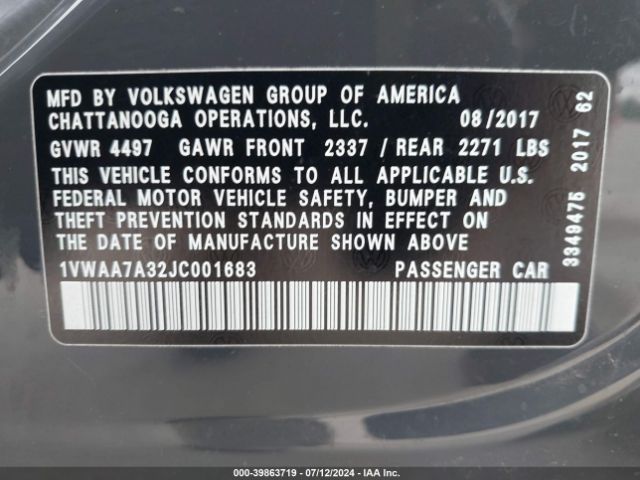 MFD BY VOLKSWAGEN GROUP OF AMERICA
CHATTANOOGA OPERATIONS, LLC. 08/2017
GVWR 4497 GAWR FRONT 2337 / REAR 2271 LBS
THIS VEHICLE CONFORMS TO ALL APPLICABLE U.S.
FEDERAL MOTOR VEHICLE SAFETY, BUMPER AND
THEFT PREVENTION STANDARDS IN EFFECT ON
THE DATE OF MANUFACTURE SHOWN ABOVE
1VWAA7A32JC001683 PASSENGER CAR
3349475 2017 62
000-39863719 - 07/12/2024 - IAA Inc.